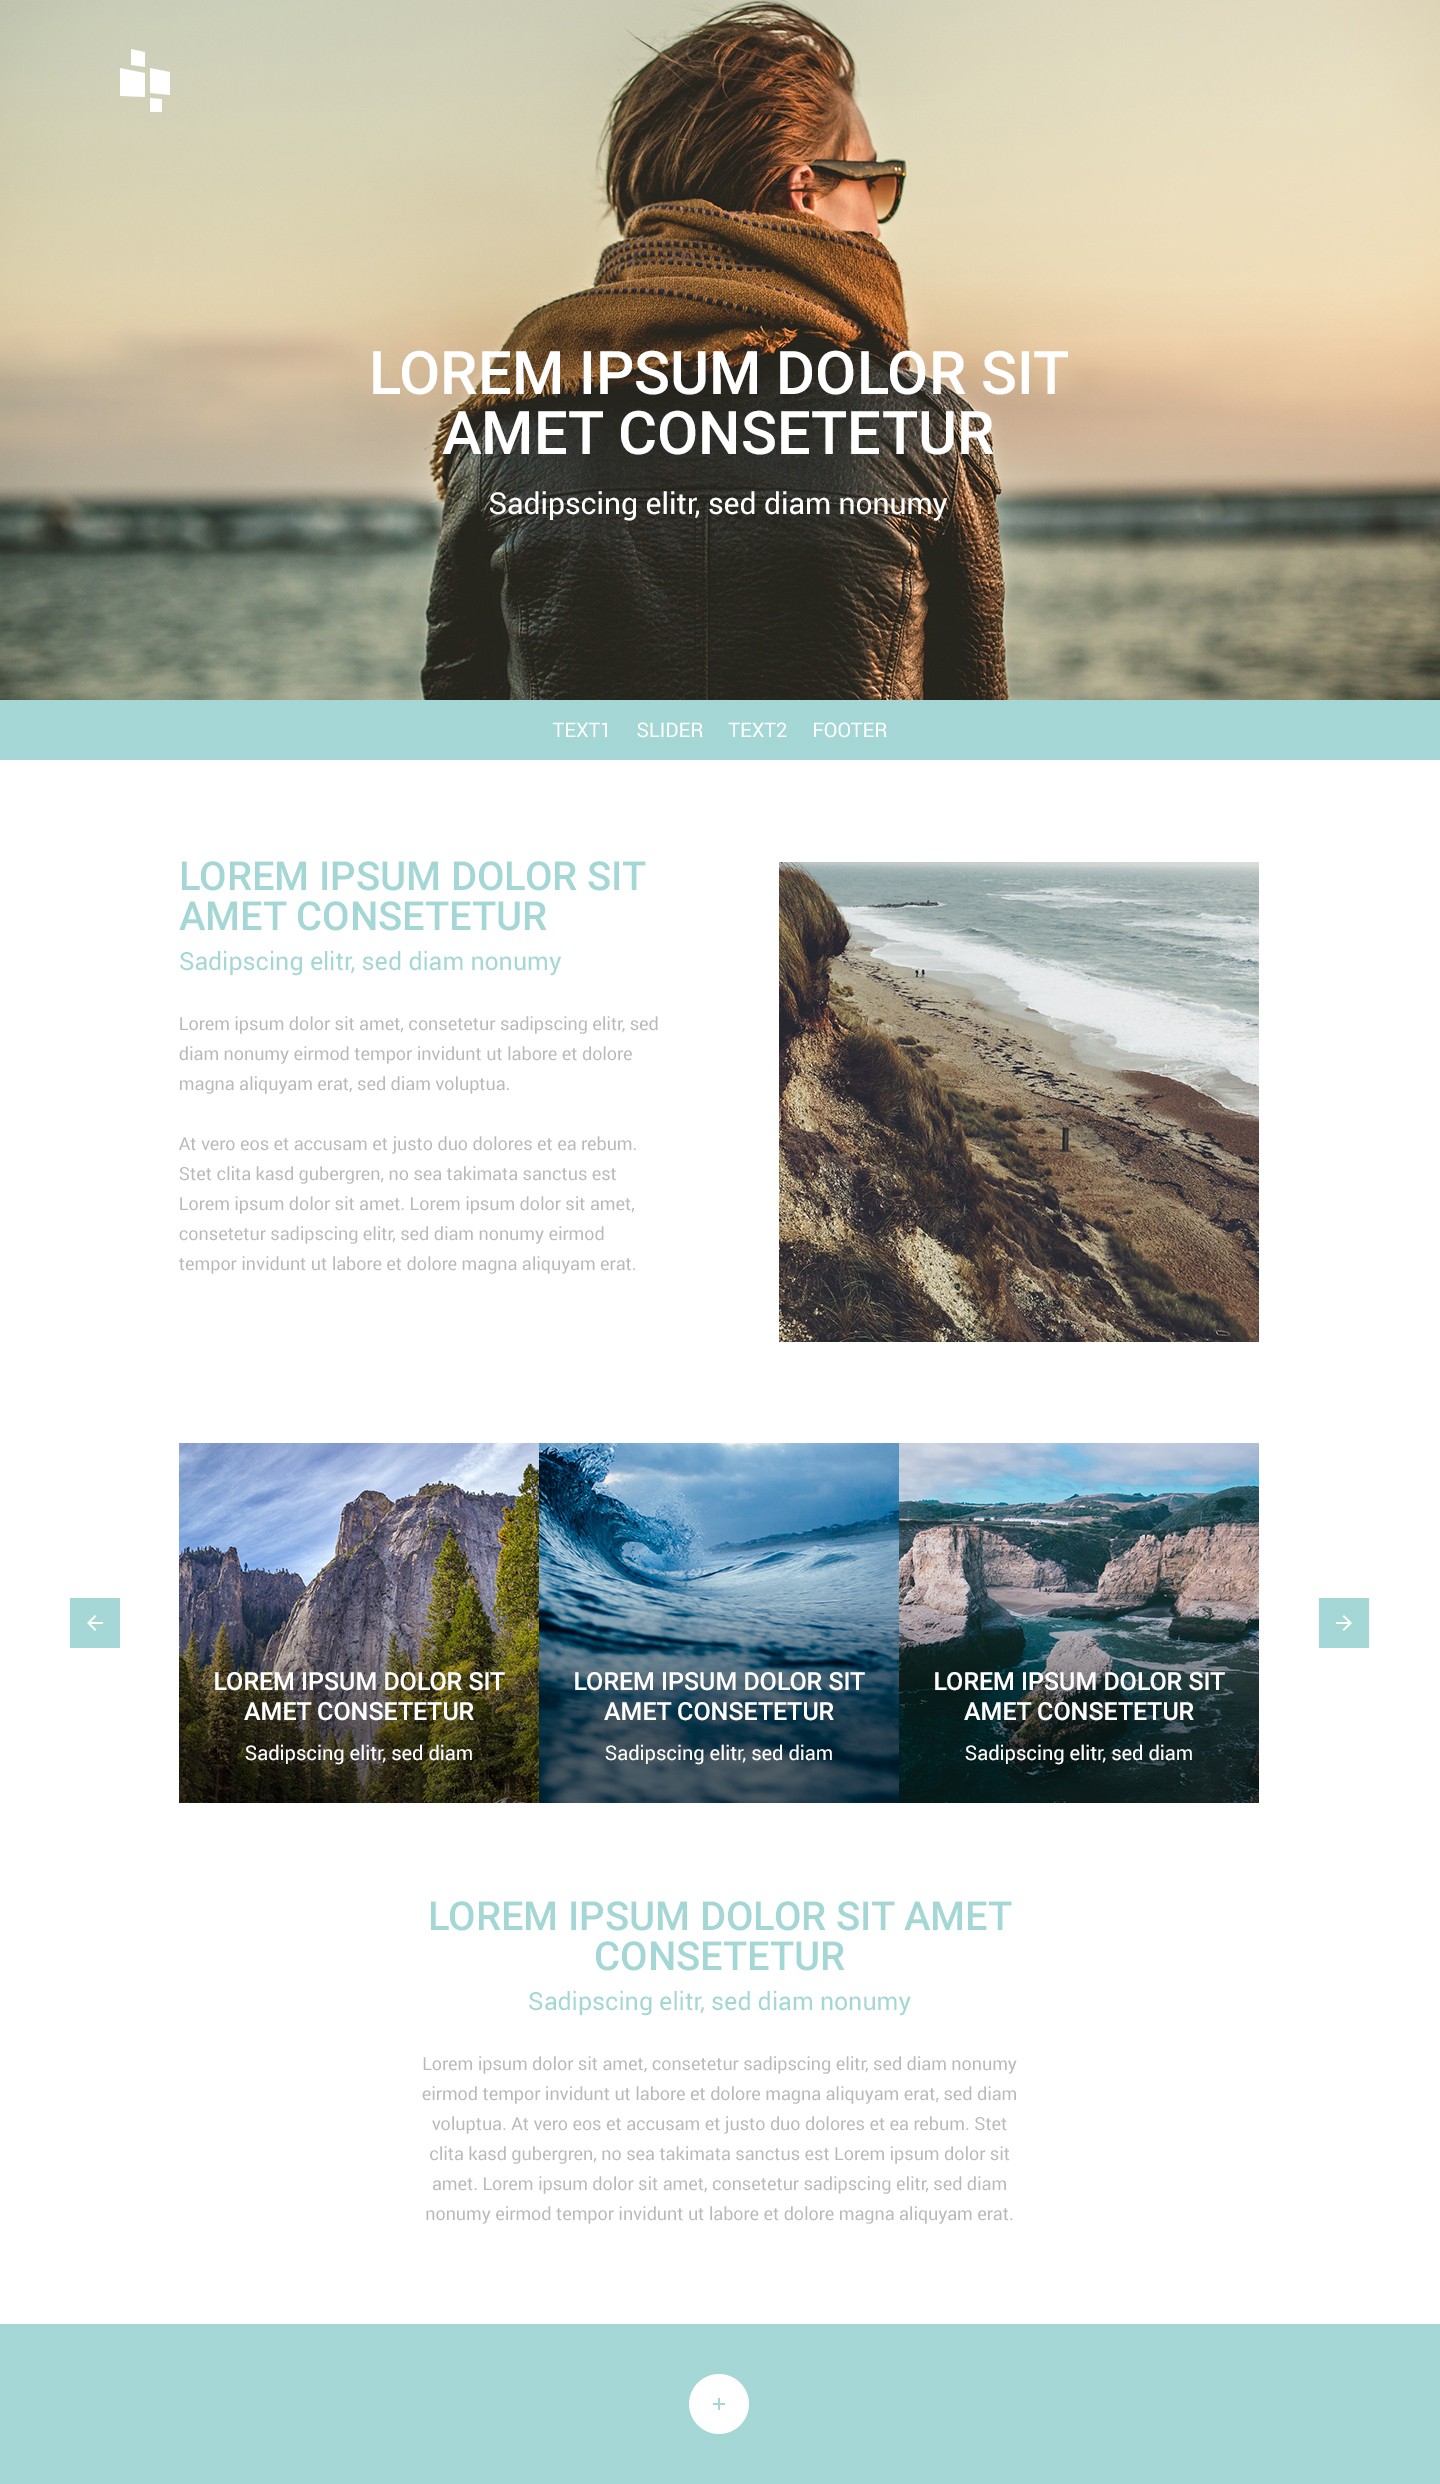 LOREM IPSUM DOLOR SIT
AMET CONSETETUR
Sadipscing elitr, sed diam nonumy
TEXT1 SLIDER TEXT2 FOOTER
LOREM IPSUM DOLOR SIT
AMET CONSETETUR
Sadipscing elitr, sed diam nonumy
Lorem ipsum dolor sit amet, consetetur sadipscing elitr, sed
diam nonumy eirmod tempor invidunt ut labore et dolore
magna aliquyam erat, sed diam voluptua.
At vero eos et accusam et justo duo dolores et ea rebum.
Stet clita kasd gubergren, no sea takimata sanctus est
Lorem ipsum dolor sit amet. Lorem ipsum dolor sit amet,
consetetur sadipscing elitr, sed diam nonumy eirmod
tempor invidunt ut labore et dolore magna aliquyam erat.
LOREM IPSUM DOLOR SIT
AMET CONSETETUR
Sadipscing elitr, sed diam
LOREM IPSUM DOLOR SIT
AMET CONSETETUR
Sadipscing elitr, sed diam
LOREM IPSUM DOLOR SIT
AMET CONSETETUR
Sadipscing elitr, sed diam
LOREM IPSUM DOLOR SIT AMET
CONSETETUR
Sadipscing elitr, sed diam nonumy
Lorem ipsum dolor sit amet, consetetur sadipscing elitr, sed diam nonumy
eirmod tempor invidunt ut labore et dolore magna aliquyam erat, sed diam
voluptua. At vero eos et accusam et justo duo dolores et ea rebum. Stet
clita kasd gubergren, no sea takimata sanctus est Lorem ipsum dolor sit
amet. Lorem ipsum dolor sit amet, consetetur sadipscing elitr, sed diam
nonumy eirmod tempor invidunt ut labore et dolore magna aliquyam erat.